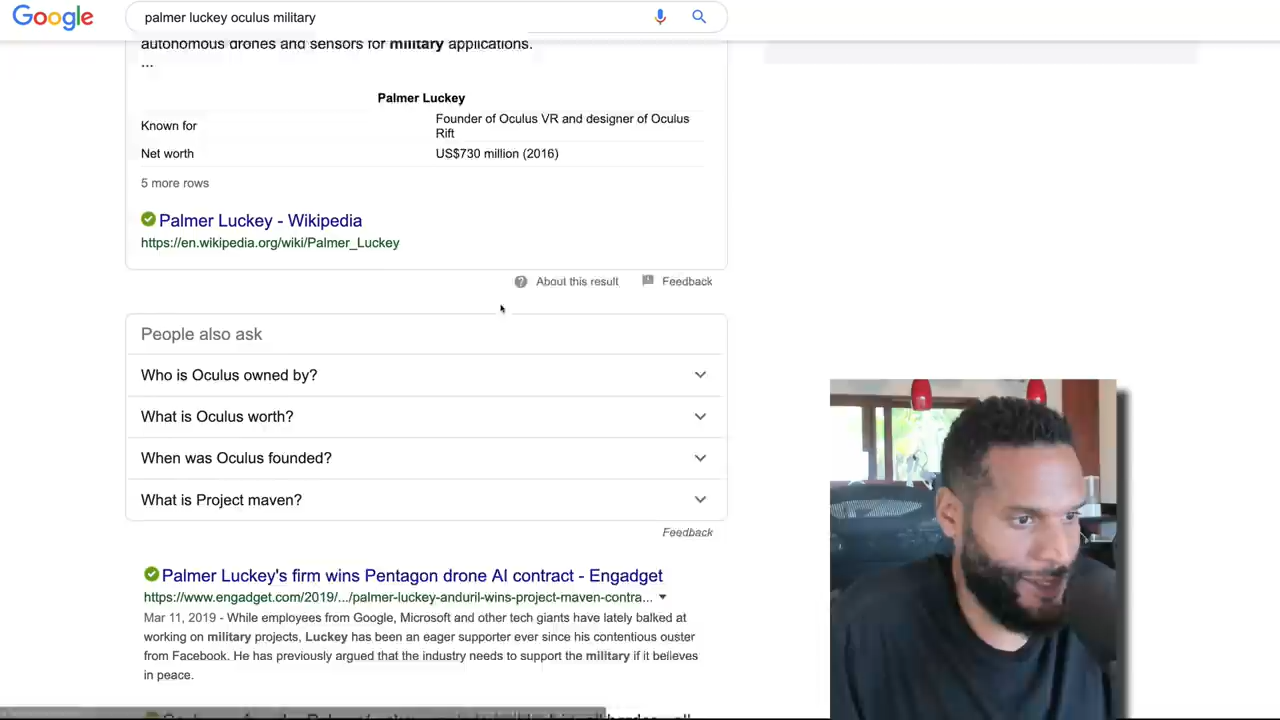 Google
palmer luckey oculus military
autonomous drones and sensors for military applications.
...
Palmer Luckey
Known for
Founder of Oculus VR and designer of Oculus
Rift
Net worth
US$730 million (2016)
5 more rows
Palmer Luckey - Wikipedia
https://en.wikipedia.org/wiki/Palmer_Luckey
About this result
Feedback
People also ask
Who is Oculus owned by?
What is Oculus worth?
When was Oculus founded?
What is Project maven?
Feedback
Palmer Luckey's firm wins Pentagon drone AI contract - Engadget
https://www.engadget.com/2019/.../palmer-luckey-anduril-wins-project-maven-contra...
Mar 11, 2019 - While employees from Google, Microsoft and other tech giants have lately balked at
working on military projects, Luckey has been an eager supporter ever since his contentious ouster
from Facebook. He has previously argued that the industry needs to support the military if it believes
in peace.